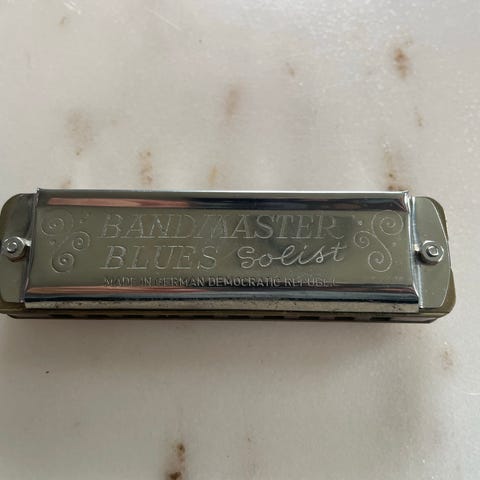 BANDMASTER
BLUES Solist
MADE IN GERMAN DEMOCRATIC REPUBLIC